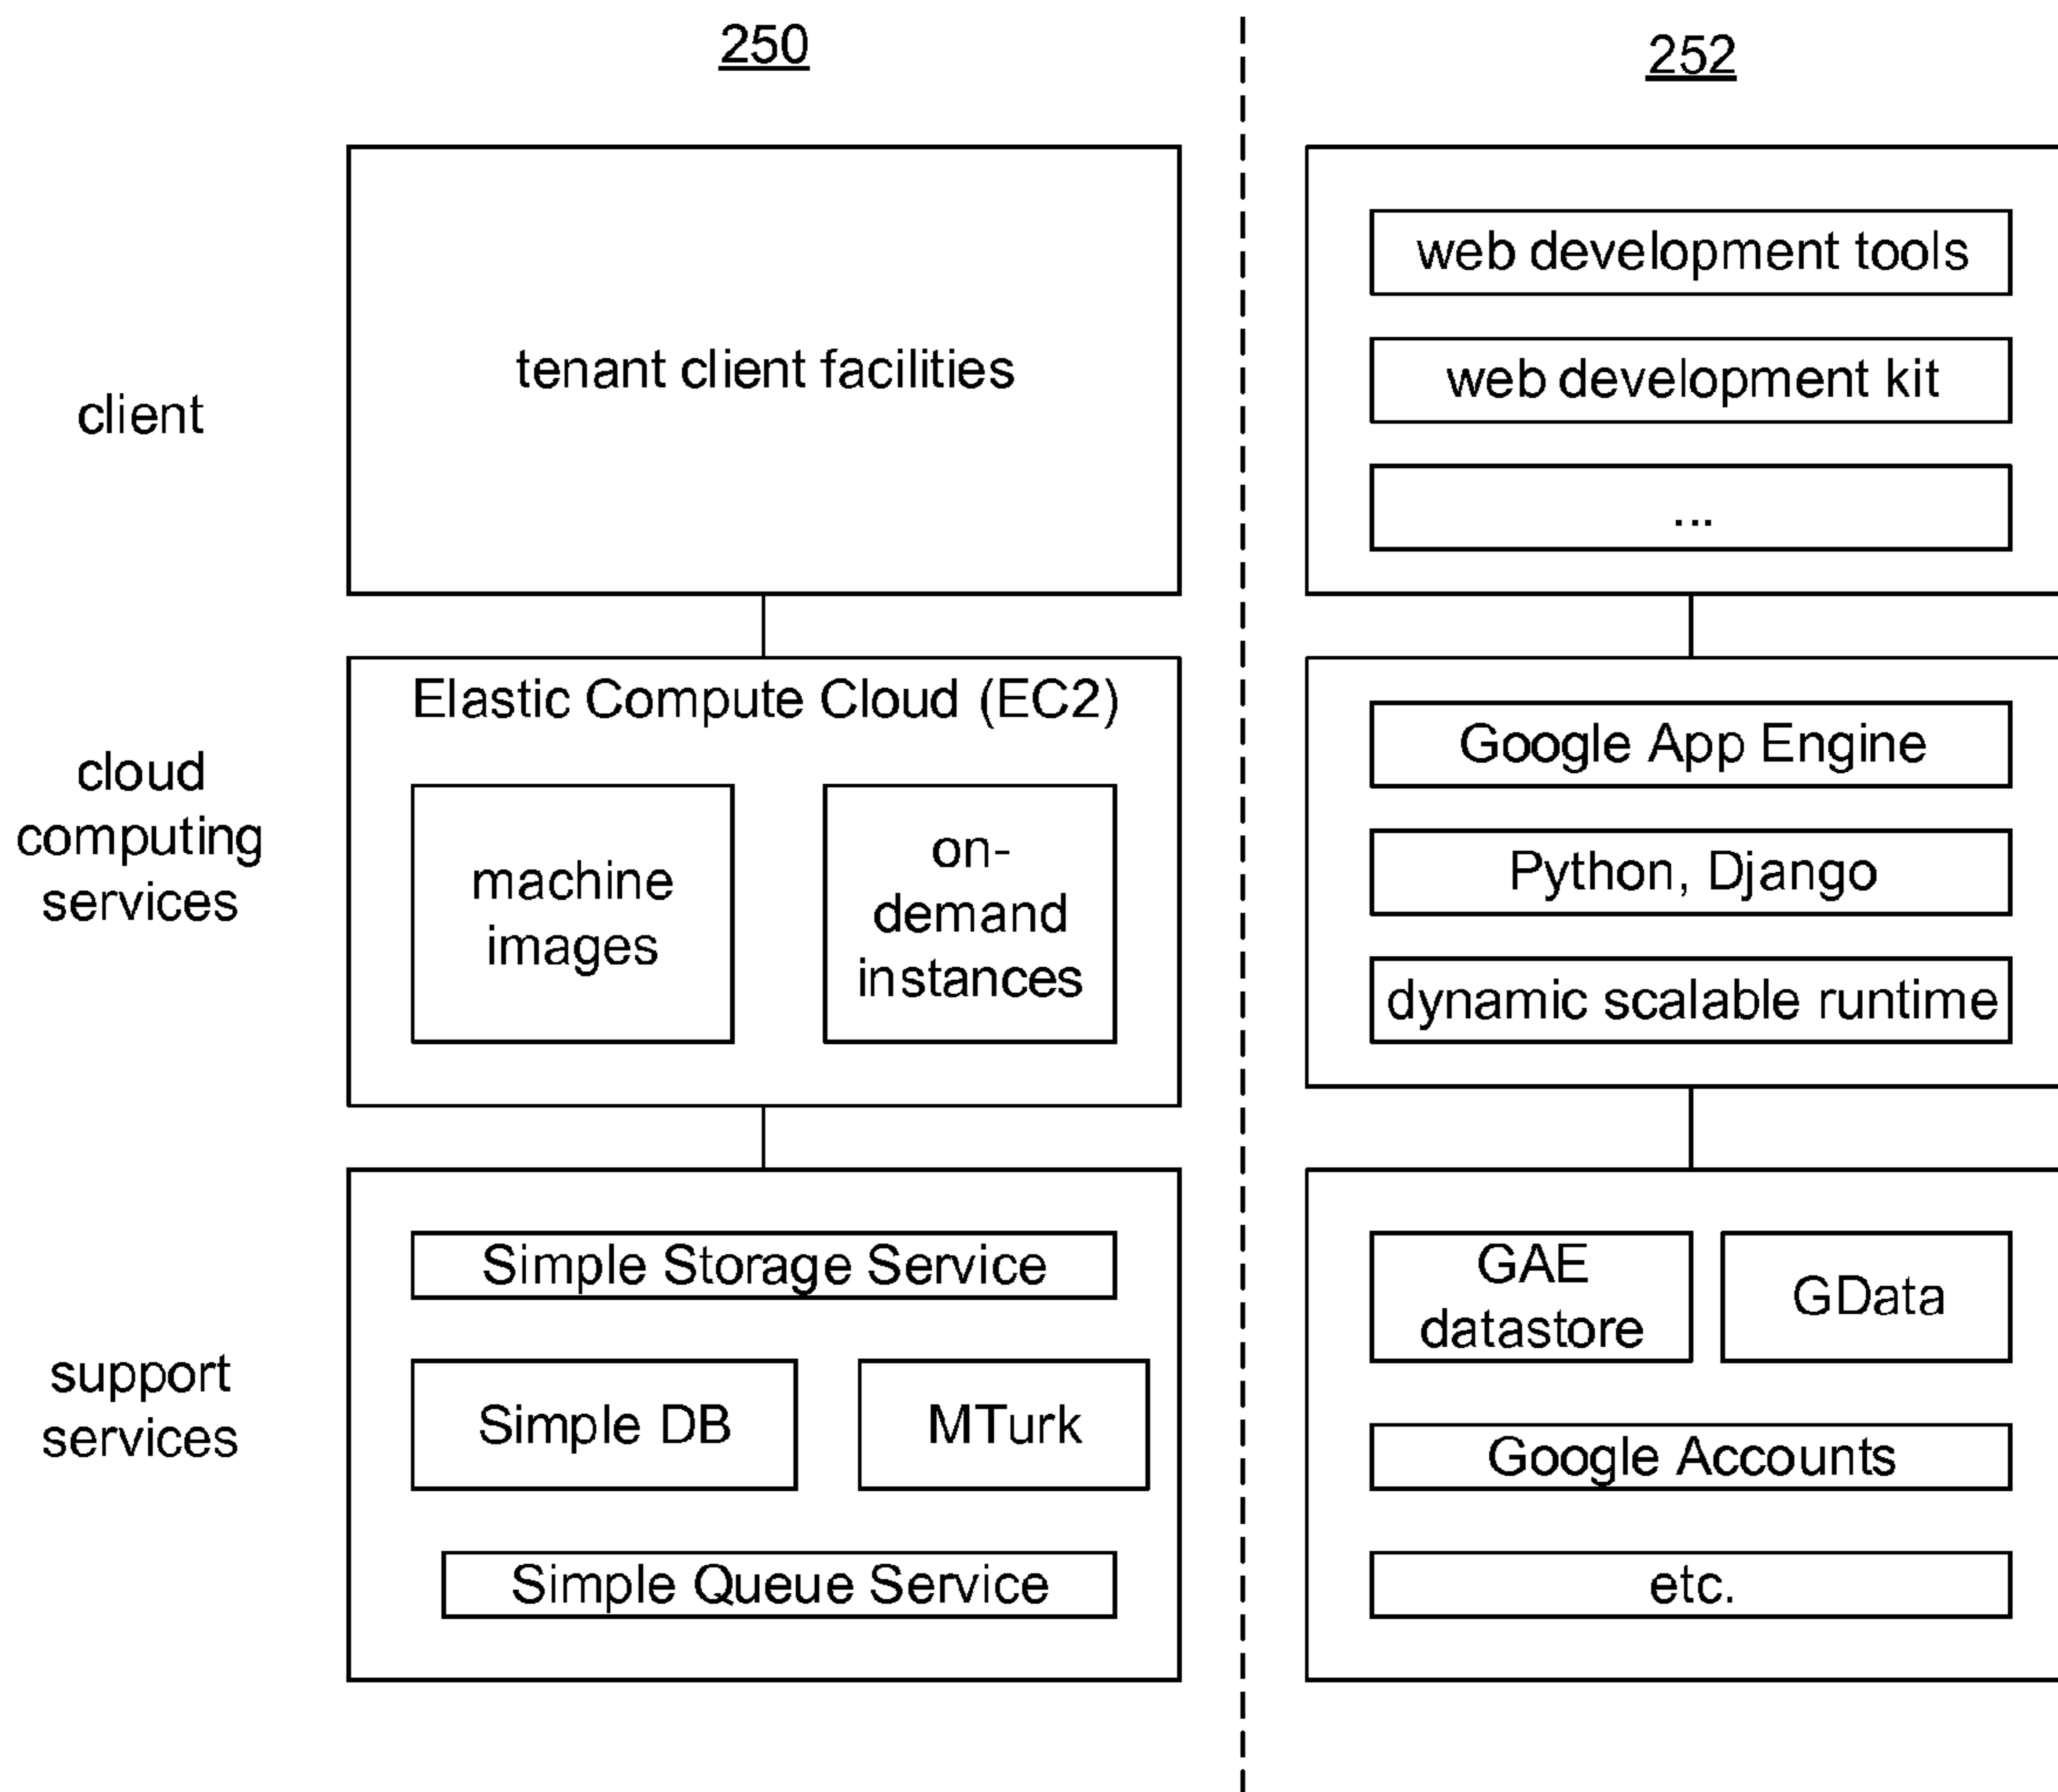 250
252
client
tenant client facilities
web development tools
web development kit
...
cloud
computing
services
Elastic Compute Cloud (EC2)
machine
images
on-
demand
instances
Google App Engine
Python, Django
dynamic scalable runtime
support
services
Simple Storage Service
Simple DB
MTurk
Simple Queue Service
GAE
datastore
GData
Google Accounts
etc.